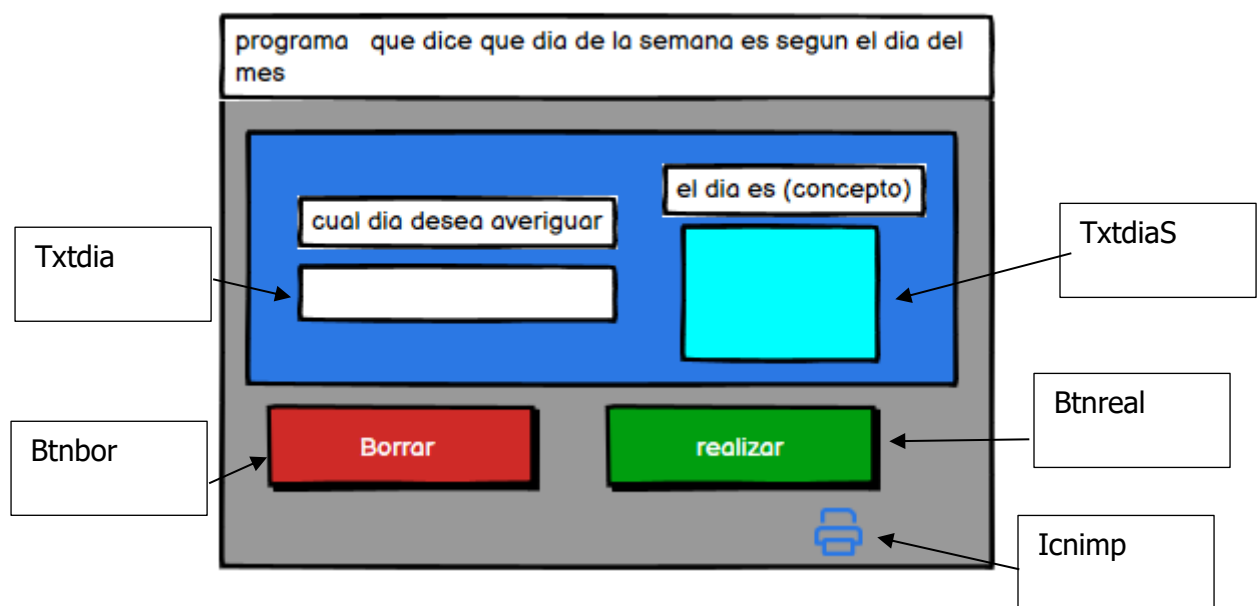 programa que dice que dia de la semana es segun el dia del
mes
el dia es (concepto)
cual dia desea averiguar
Txtdia
TxtdiaS
Btnreal
Btnbor
Borrar
realizar
Icnimp